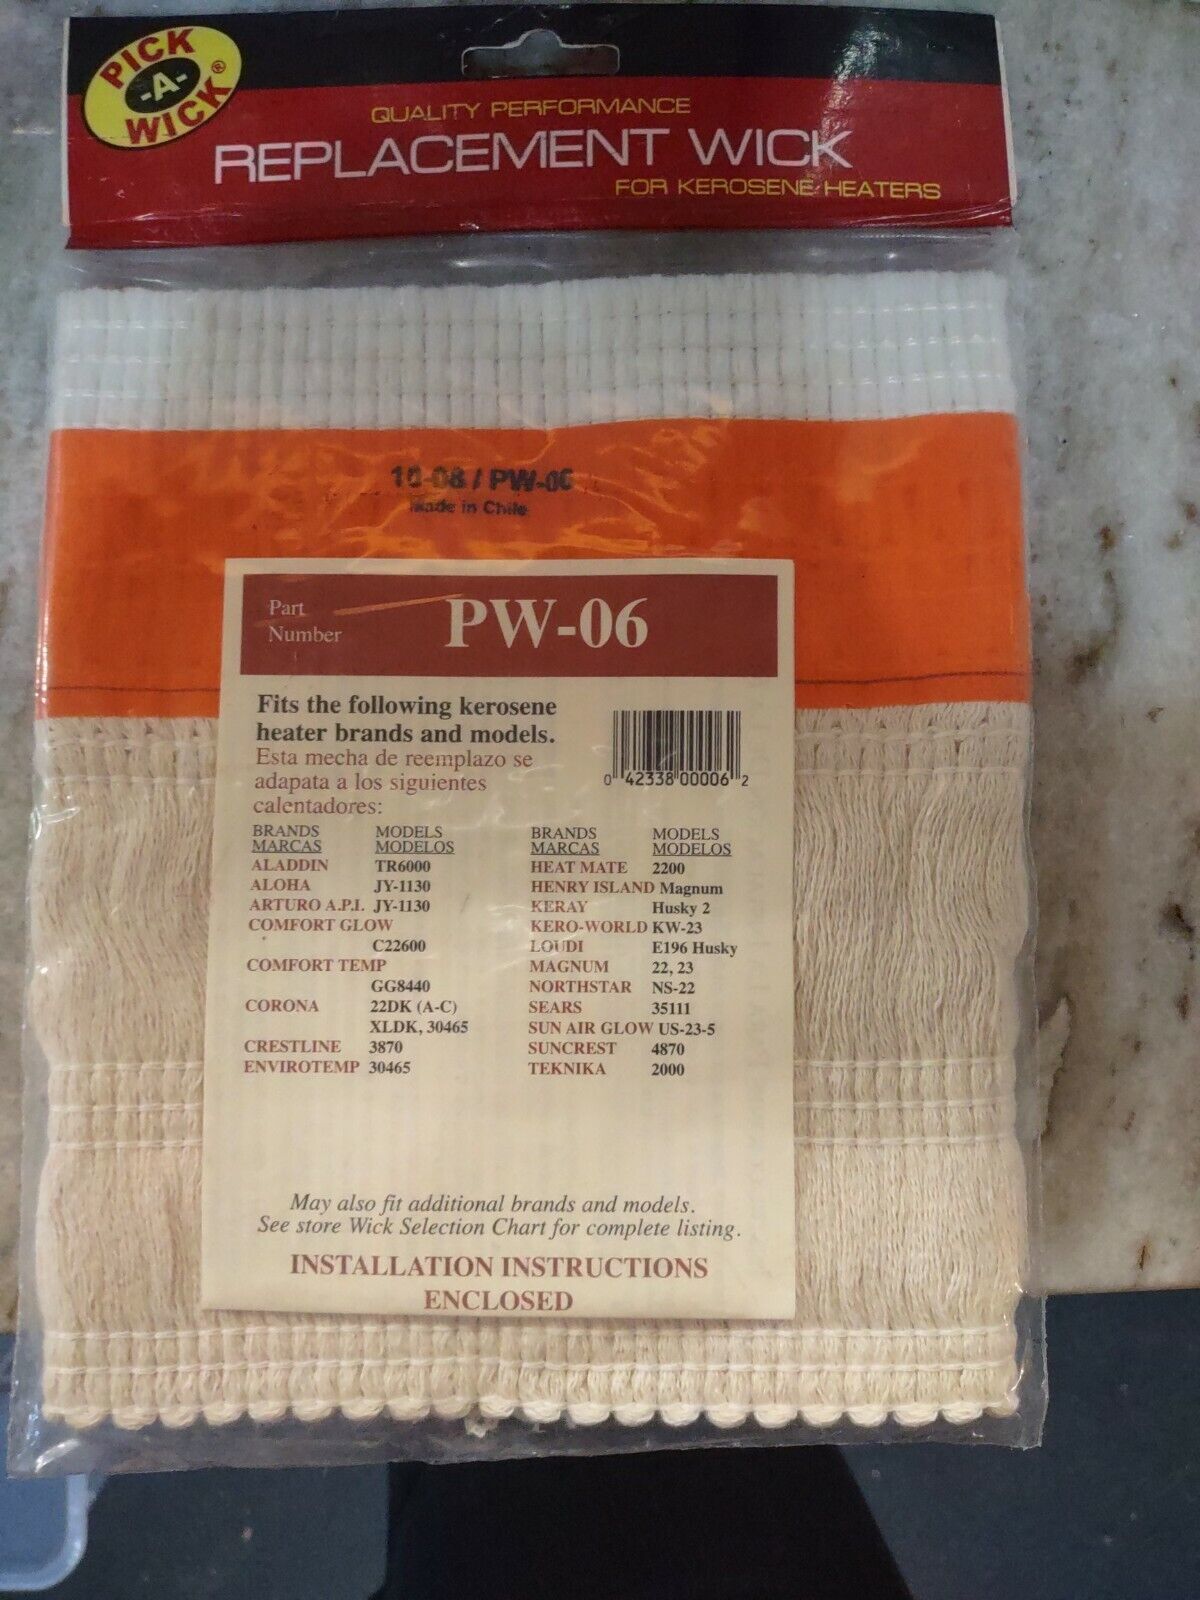 PICK
-A-
WICK®
QUALITY PERFORMANCE
REPLACEMENT WICK
FOR KEROSENE HEATERS
10-08 / PW-06
Made in Chile
Part
Number
PW-06
Fits the following kerosene
heater brands and models.
Esta mecha de reemplazo se
adapata a los siguientes
calentadores:
0 42338 00006 2
BRANDS MODELS BRANDS MODELS
MARCAS MODELOS MARCAS MODELOS
ALADDIN TR6000 HEAT MATE 2200
ALOHA JY-1130 HENRY ISLAND Magnum
ARTURO A.P.I. JY-1130 KERAY Husky 2
COMFORT GLOW KERO-WORLD KW-23
C22600 LOUDI E196 Husky
COMFORT TEMP MAGNUM 22, 23
GG8440 NORTHSTAR NS-22
CORONA 22DK (A-C) SEARS 35111
XLDK, 30465 SUN AIR GLOW US-23-5
CRESTLINE 3870 SUNCREST 4870
ENVIROTEMP 30465 TEKNIKA 2000
May also fit additional brands and models.
See store Wick Selection Chart for complete listing.
INSTALLATION INSTRUCTIONS
ENCLOSED